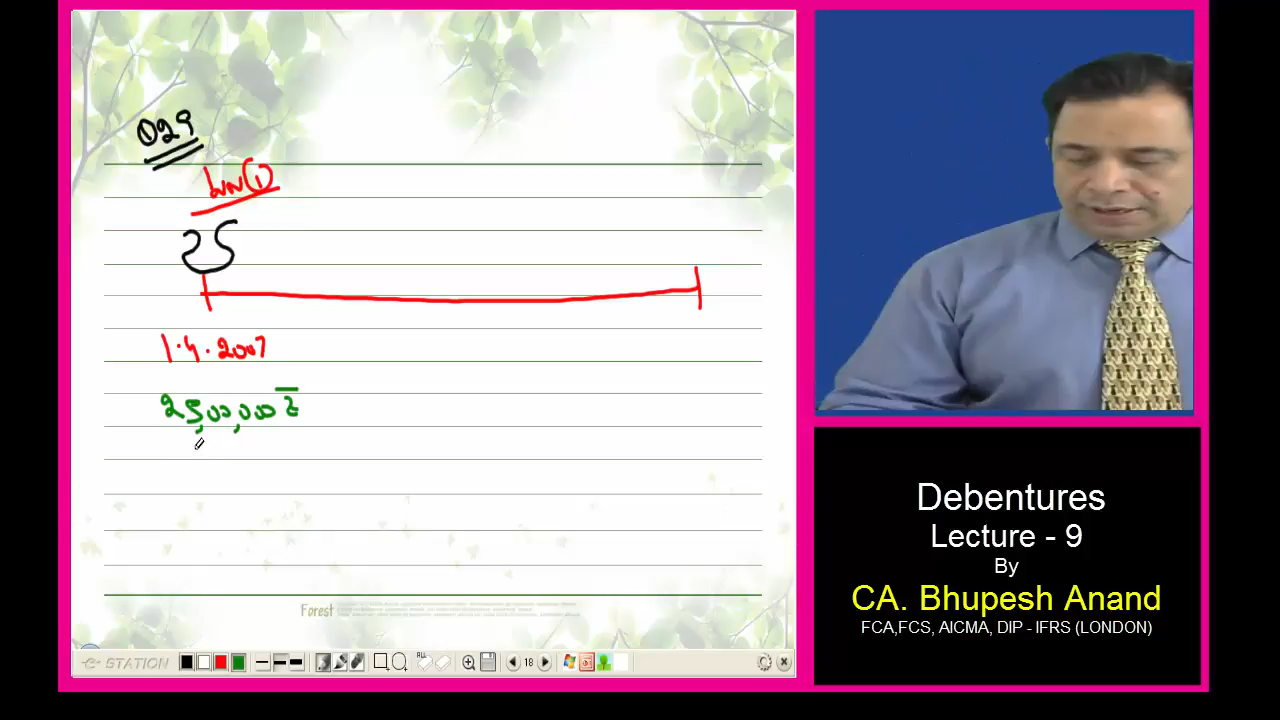 Q29
25
1.4.2007
25,00,000
Forest
STATION
ALL
18
Debentures
Lecture - 9
By
CA. Bhupesh Anand
FCA,FCS, AICMA, DIP - IFRS (LONDON)